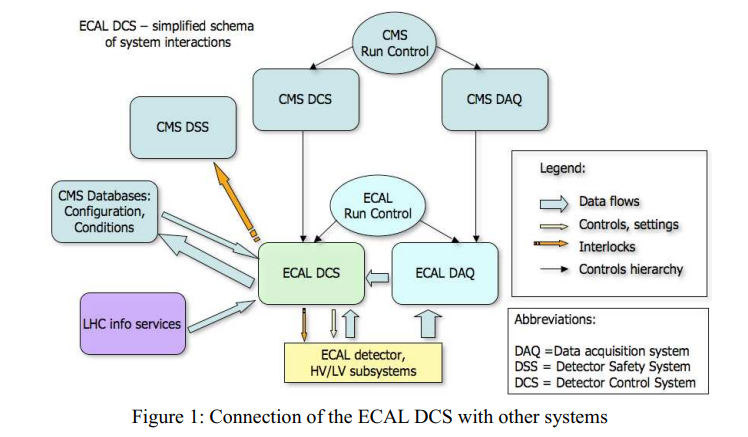 ECAL DCS – simplified schema
of system interactions
CMS
Run Control
CMS DCS
CMS DAQ
CMS DSS
CMS Databases:
Configuration,
Conditions
ECAL
Run Control
ECAL DCS
ECAL DAQ
LHC info services
ECAL detector,
HV/LV subsystems
Legend:
Data flows
Controls, settings
Interlocks
Controls hierarchy
Abbreviations:
DAQ =Data acquisition system
DSS = Detector Safety System
DCS = Detector Control System
Figure 1: Connection of the ECAL DCS with other systems